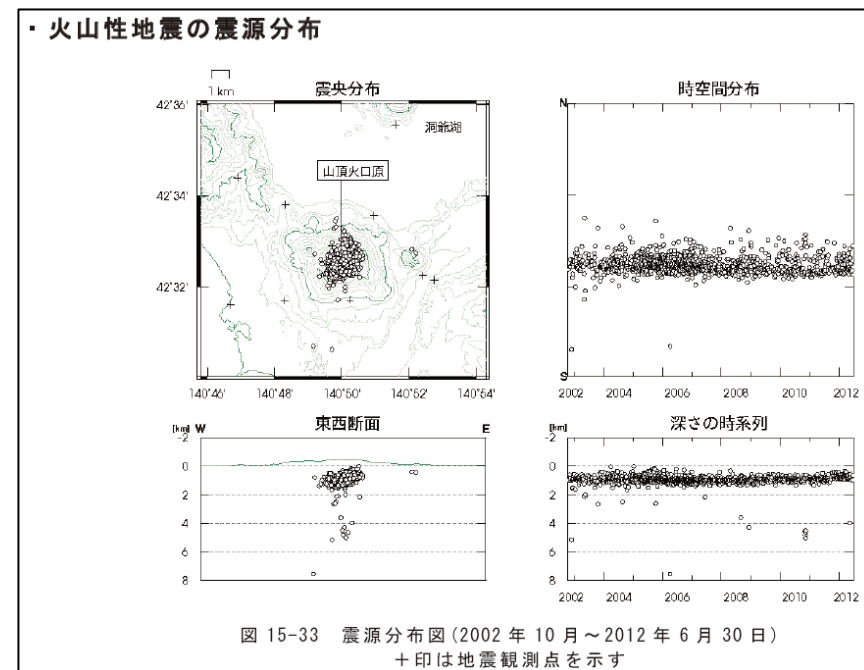 ・火山性地震の震源分布
1 km
震央分布
42°36'
42°34'
42°32'
洞爺湖
山頂火口原
140°46' 140°48' 140°50' 140°52' 140°54'
時空間分布
N
S
2002 2004 2006 2008 2010 2012
東西断面
[km] W E
-2
0
2
4
6
8
深さの時系列
[km]
-2
0
2
4
6
8
2002 2004 2006 2008 2010 2012
図 15-33 震源分布図(2002 年 10 月～2012 年 6 月 30 日)
＋印は地震観測点を示す